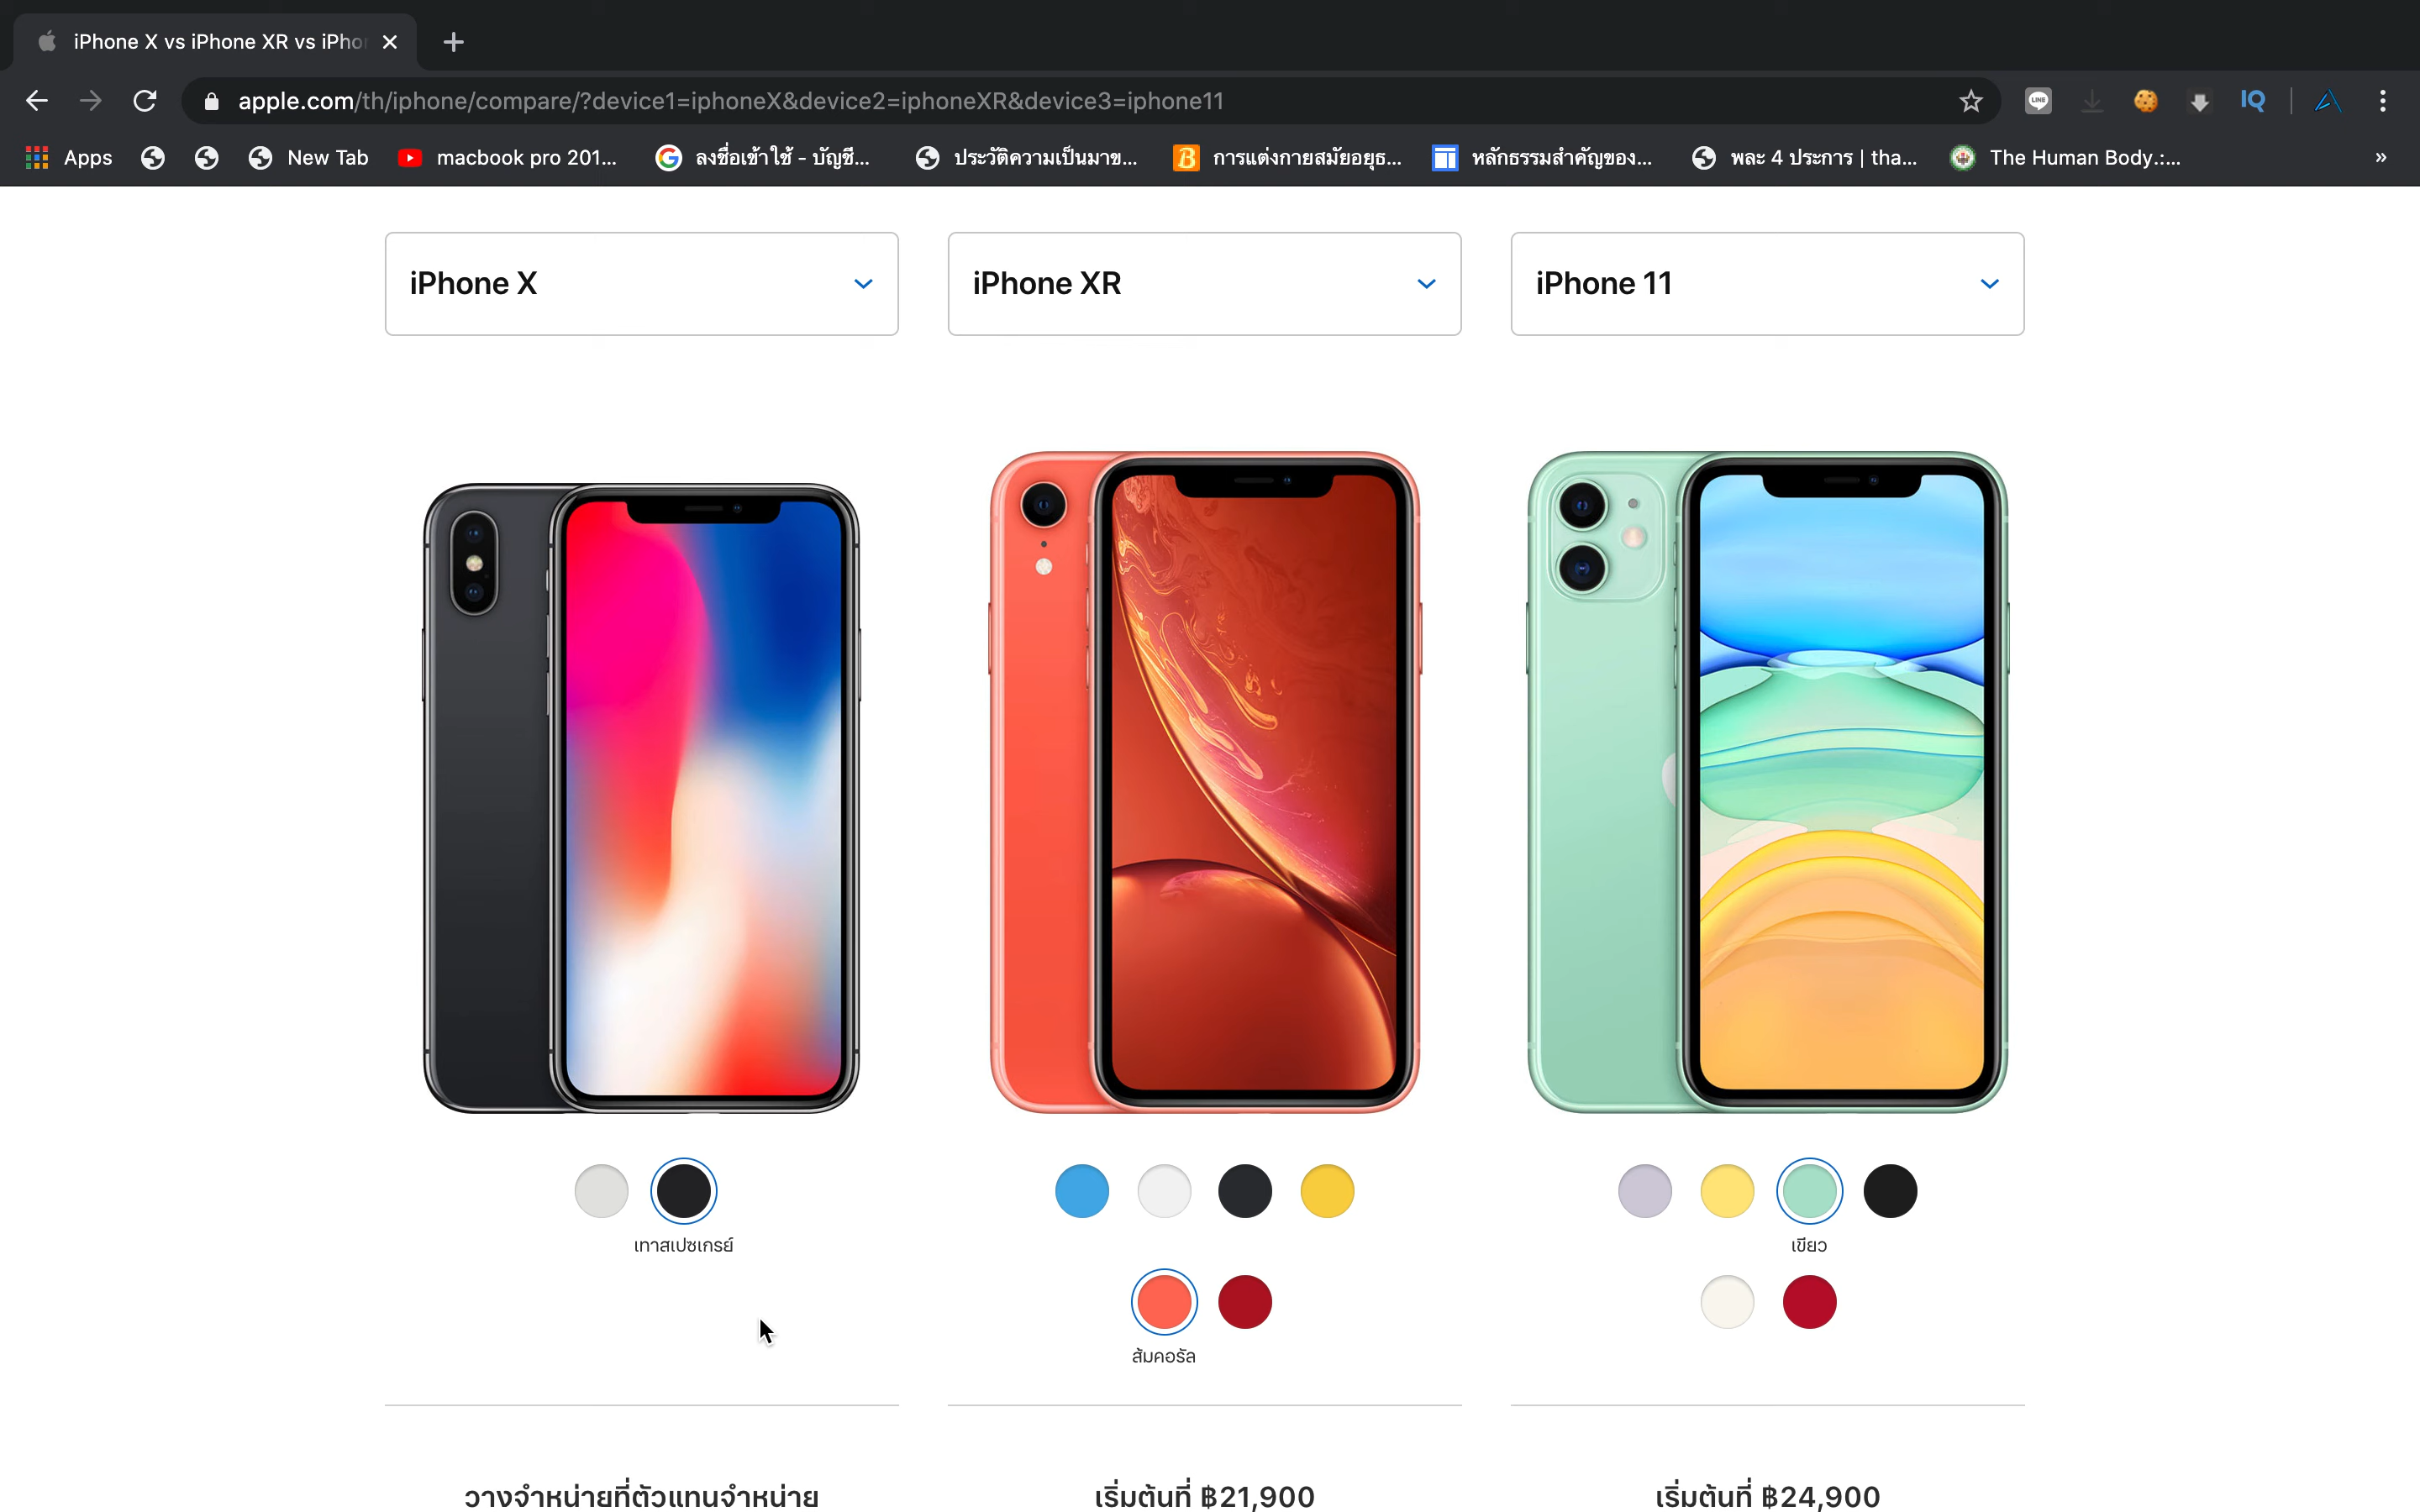 iPhone X vs iPhone XR vs iPho
apple.com/th/iphone/compare/?device1=iphoneX&device2=iphoneXR&device3=iphone11
LINE
IQ
Apps
New Tab
macbook pro 201...
ลงชื่อเข้าใช้ - บัญชี...
ประวัติความเป็นมาข...
การแต่งกายสมัยอยุธ...
หลักธรรมสำคัญของ...
พละ 4 ประการ | tha...
The Human Body.:...
iPhone X
iPhone XR
iPhone 11
เทาสเปซเกรย์
เขียว
ส้มคอรัล
วางจำหน่ายที่ตัวแทนจำหน่าย
เริ่มต้นที่ ฿21,900
เริ่มต้นที่ ฿24,900